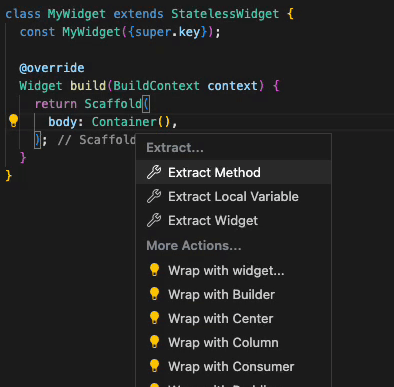 class MyWidget extends StatelessWidget {
const MyWidget({super.key});
@override
Widget build(BuildContext context) {
return Scaffold(
body: Container(),
); // Scaffold
}
}
Extract...
Extract Method
Extract Local Variable
Extract Widget
More Actions...
Wrap with widget...
Wrap with Builder
Wrap with Center
Wrap with Column
Wrap with Consumer